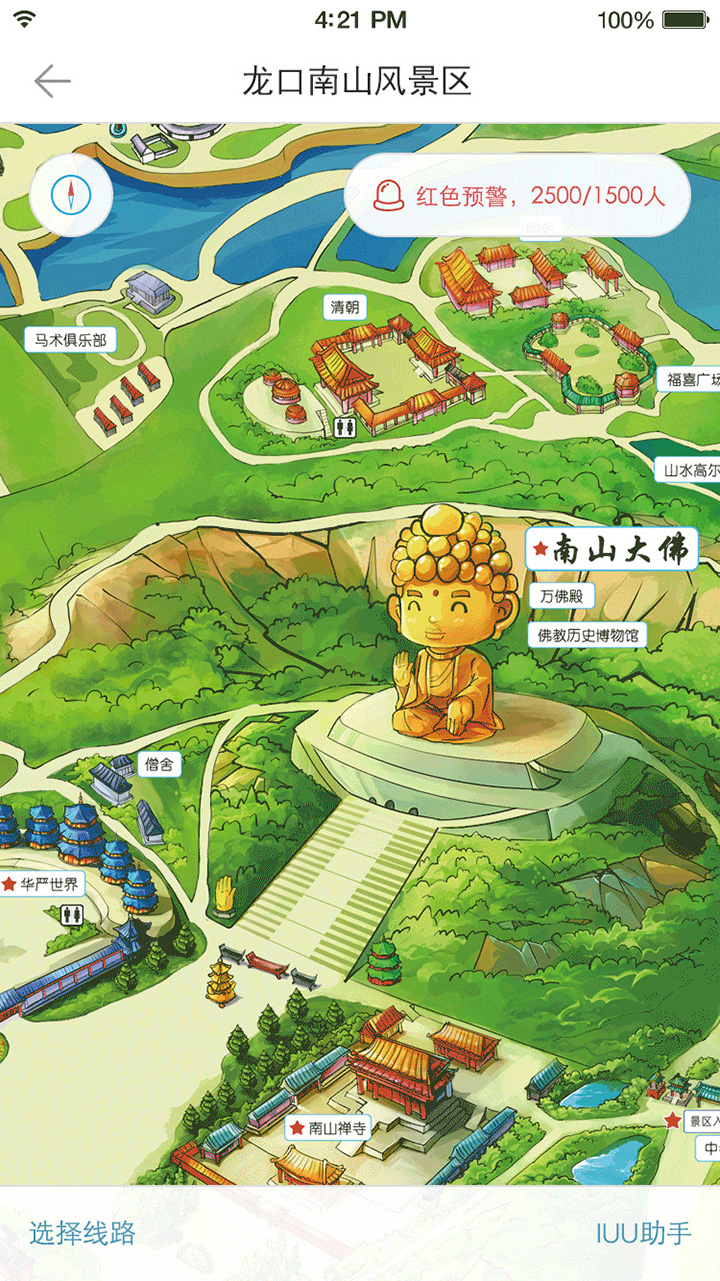 4:21 PM
100%
龙口南山风景区
红色预警，2500/1500人
清朝
马术俱乐部
福喜广场
山水高尔
南山大佛
万佛殿
佛教历史博物馆
僧舍
华严世界
南山禅寺
景区入
中
选择线路
IUU助手